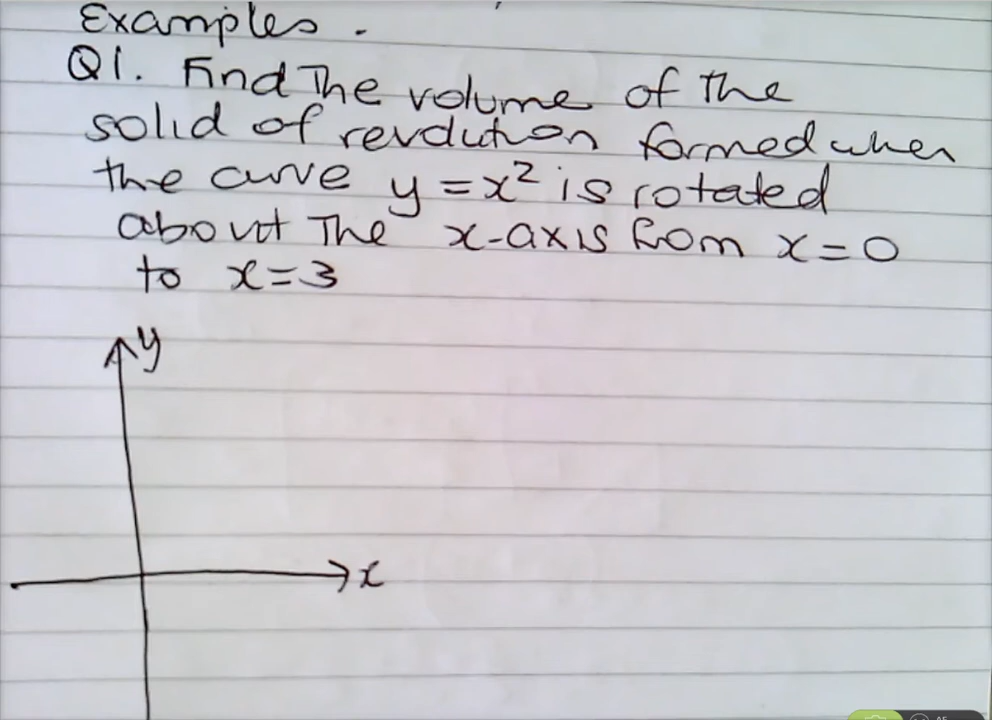 Examples.
Q1. Find The volume of The
solid of revolution formed when
the curve y = x² is rotated
about The x-axis from x = 0
to x = 3
y
x